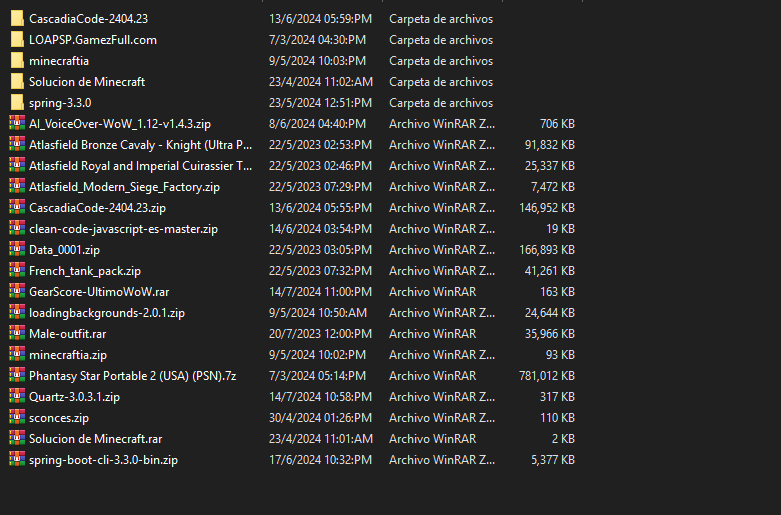 CascadiaCode-2404.23 13/6/2024 05:59:PM Carpeta de archivos
LOAPSP.GamezFull.com 7/3/2024 04:30:PM Carpeta de archivos
minecraftia 9/5/2024 10:03:PM Carpeta de archivos
Solucion de Minecraft 23/4/2024 11:02:AM Carpeta de archivos
spring-3.3.0 23/5/2024 12:51:PM Carpeta de archivos
AI_VoiceOver-WoW_1.12-v1.4.3.zip 8/6/2024 04:40:PM Archivo WinRAR Z... 706 KB
Atlasfield Bronze Cavaly - Knight (Ultra P... 22/5/2023 02:53:PM Archivo WinRAR Z... 91,832 KB
Atlasfield Royal and Imperial Cuirassier T... 22/5/2023 02:46:PM Archivo WinRAR Z... 25,337 KB
Atlasfield_Modern_Siege_Factory.zip 22/5/2023 07:29:PM Archivo WinRAR Z... 7,472 KB
CascadiaCode-2404.23.zip 13/6/2024 05:55:PM Archivo WinRAR Z... 146,952 KB
clean-code-javascript-es-master.zip 14/6/2024 03:54:PM Archivo WinRAR Z... 19 KB
Data_0001.zip 22/5/2023 03:05:PM Archivo WinRAR Z... 166,893 KB
French_tank_pack.zip 22/5/2023 07:32:PM Archivo WinRAR Z... 41,261 KB
GearScore-UltimoWoW.rar 14/7/2024 11:00:PM Archivo WinRAR 163 KB
loadingbackgrounds-2.0.1.zip 9/5/2024 10:50:AM Archivo WinRAR Z... 24,644 KB
Male-outfit.rar 20/7/2023 12:00:PM Archivo WinRAR 35,966 KB
minecraftia.zip 9/5/2024 10:02:PM Archivo WinRAR Z... 93 KB
Phantasy Star Portable 2 (USA) (PSN).7z 7/3/2024 05:14:PM Archivo WinRAR 781,012 KB
Quartz-3.0.3.1.zip 14/7/2024 10:58:PM Archivo WinRAR Z... 317 KB
sconces.zip 30/4/2024 01:26:PM Archivo WinRAR Z... 110 KB
Solucion de Minecraft.rar 23/4/2024 11:01:AM Archivo WinRAR 2 KB
spring-boot-cli-3.3.0-bin.zip 17/6/2024 10:32:PM Archivo WinRAR Z... 5,377 KB